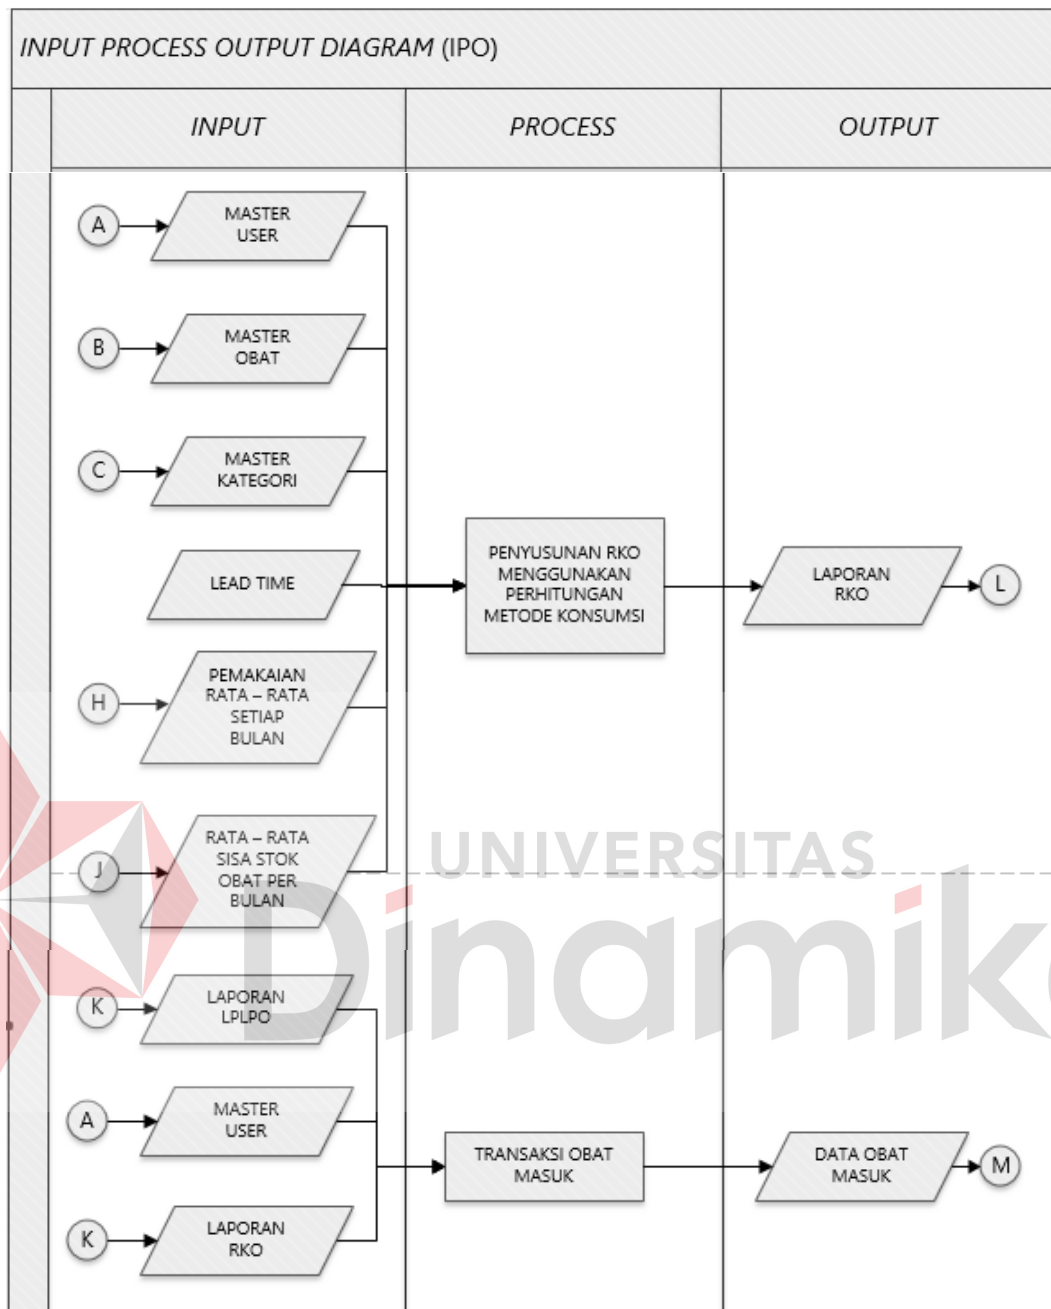 INPUT PROCESS OUTPUT DIAGRAM (IPO)
INPUT
PROCESS
OUTPUT
A
MASTER
USER
B
MASTER
OBAT
C
MASTER
KATEGORI
LEAD TIME
PENYUSUNAN RKO
MENGGUNAKAN
PERHITUNGAN
METODE KONSUMSI
LAPORAN
RKO
L
H
PEMAKAIAN
RATA – RATA
SETIAP
BULAN
J
RATA – RATA
SISA STOK
OBAT PER
BULAN
UNIVERSITAS
Dinamika
K
LAPORAN
LPLPO
A
MASTER
USER
TRANSAKSI OBAT
MASUK
DATA OBAT
MASUK
M
K
LAPORAN
RKO